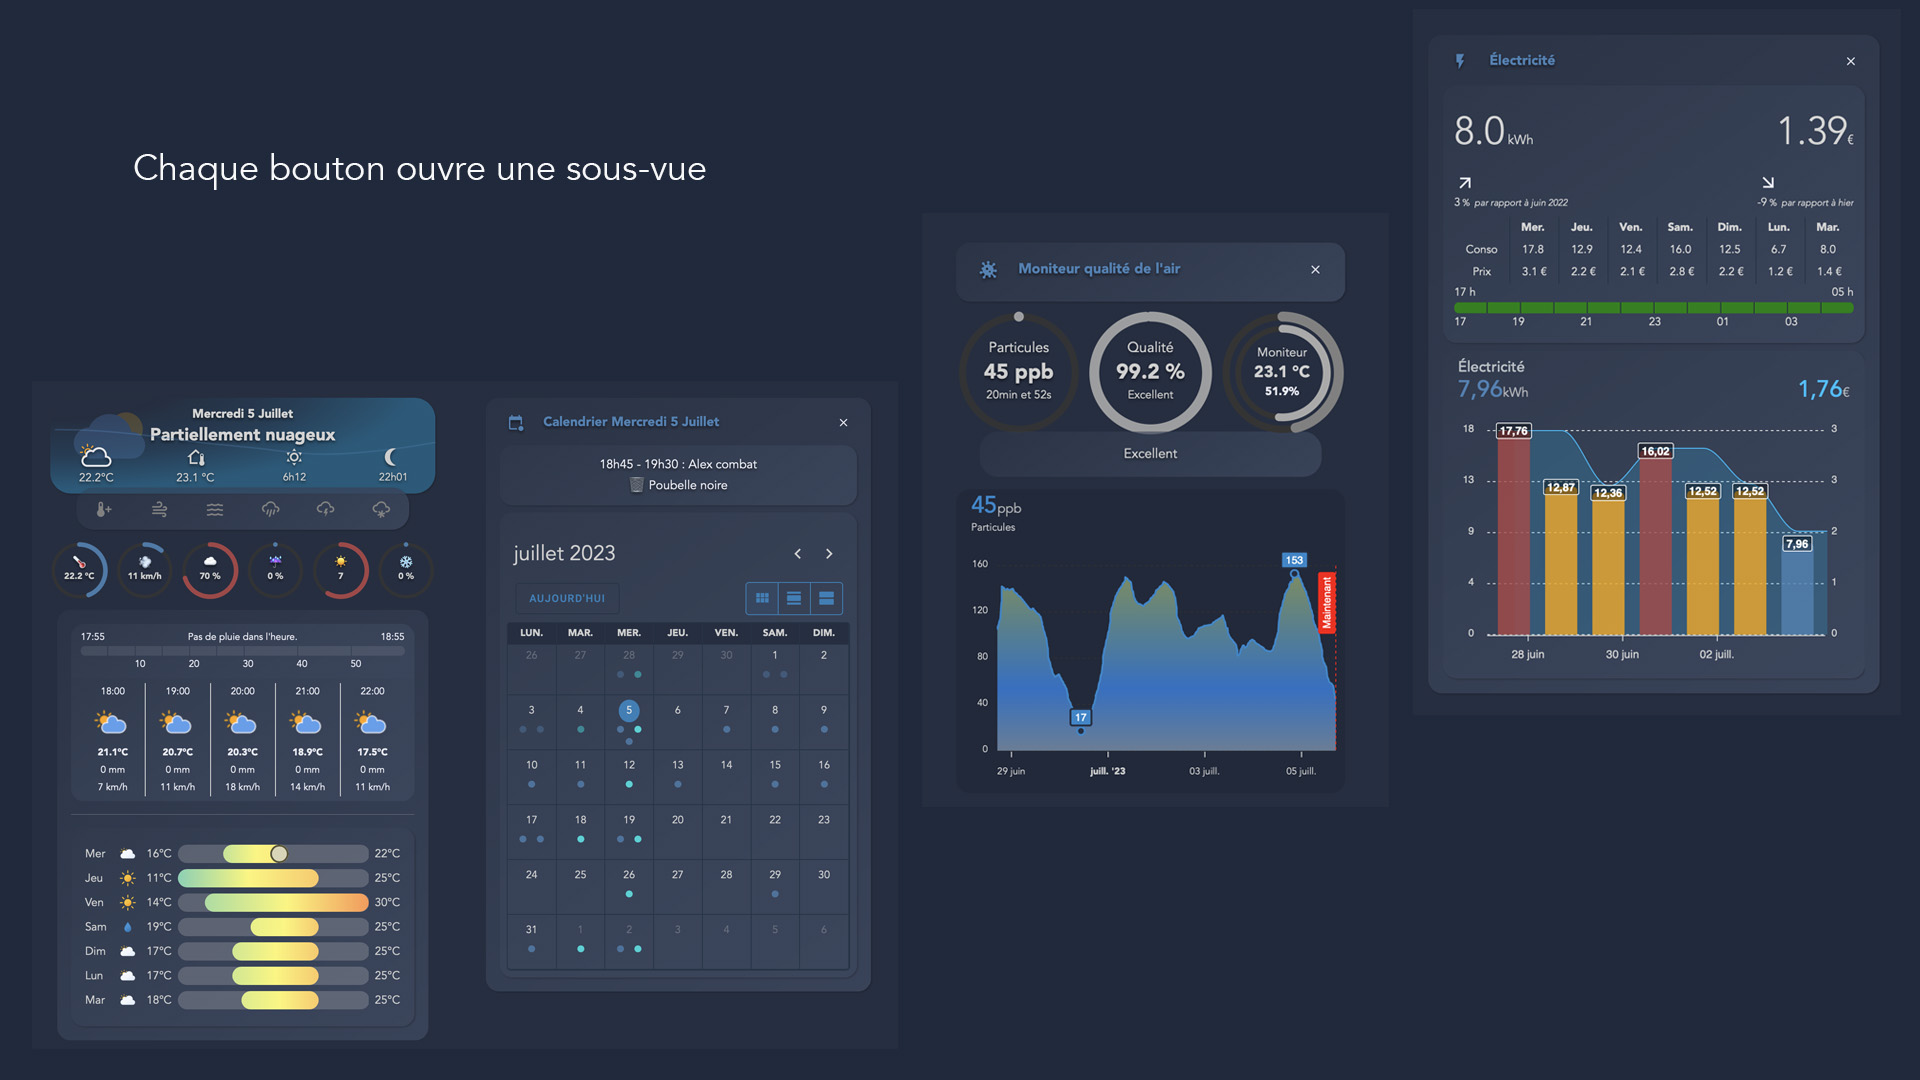 Chaque bouton ouvre une sous-vue
Mercredi 5 Juillet
Partiellement nuageux
22.2°C 23.1 °C 6h12 22h01
22.2 °C 11 km/h 70 % 0 % 7 0 %
17:55 Pas de pluie dans l'heure. 18:55
10 20 30 40 50
18:00 19:00 20:00 21:00 22:00
21.1°C 20.7°C 20.3°C 18.9°C 17.5°C
0 mm 0 mm 0 mm 0 mm 0 mm
7 km/h 11 km/h 18 km/h 14 km/h 11 km/h
Mer 16°C 22°C
Jeu 11°C 25°C
Ven 14°C 30°C
Sam 19°C 25°C
Dim 17°C 25°C
Lun 17°C 25°C
Mar 18°C 25°C
Calendrier Mercredi 5 Juillet ×
18h45 - 19h30 : Alex combat
Poubelle noire
juillet 2023
AUJOURD'HUI
LUN. MAR. MER. JEU. VEN. SAM. DIM.
26 27 28 29 30 1 2
3 4 5 6 7 8 9
10 11 12 13 14 15 16
17 18 19 20 21 22 23
24 25 26 27 28 29 30
31 1 2 3 4 5 6
Moniteur qualité de l'air ×
Particules
45 ppb
20min et 52s
Qualité
99.2 %
Excellent
Moniteur
23.1 °C
51.9%
Excellent
45ppb
Particules
160
120
80
40
0
153
17
Maintenant
29 juin juill. '23 03 juill. 05 juill.
Électricité ×
8.0 kWh 1.39 €
3 % par rapport à juin 2022 -9 % par rapport à hier
Mer. Jeu. Ven. Sam. Dim. Lun. Mar.
Conso 17.8 12.9 12.4 16.0 12.5 6.7 8.0
Prix 3.1 € 2.2 € 2.1 € 2.8 € 2.2 € 1.2 € 1.4 €
17 h 05 h
17 19 21 23 01 03
Électricité
7,96kWh 1,76€
18 3
13 3
9 2
4 1
0 0
17,76 12,87 12,36 16,02 12,52 12,52 7,96
28 juin 30 juin 02 juill.